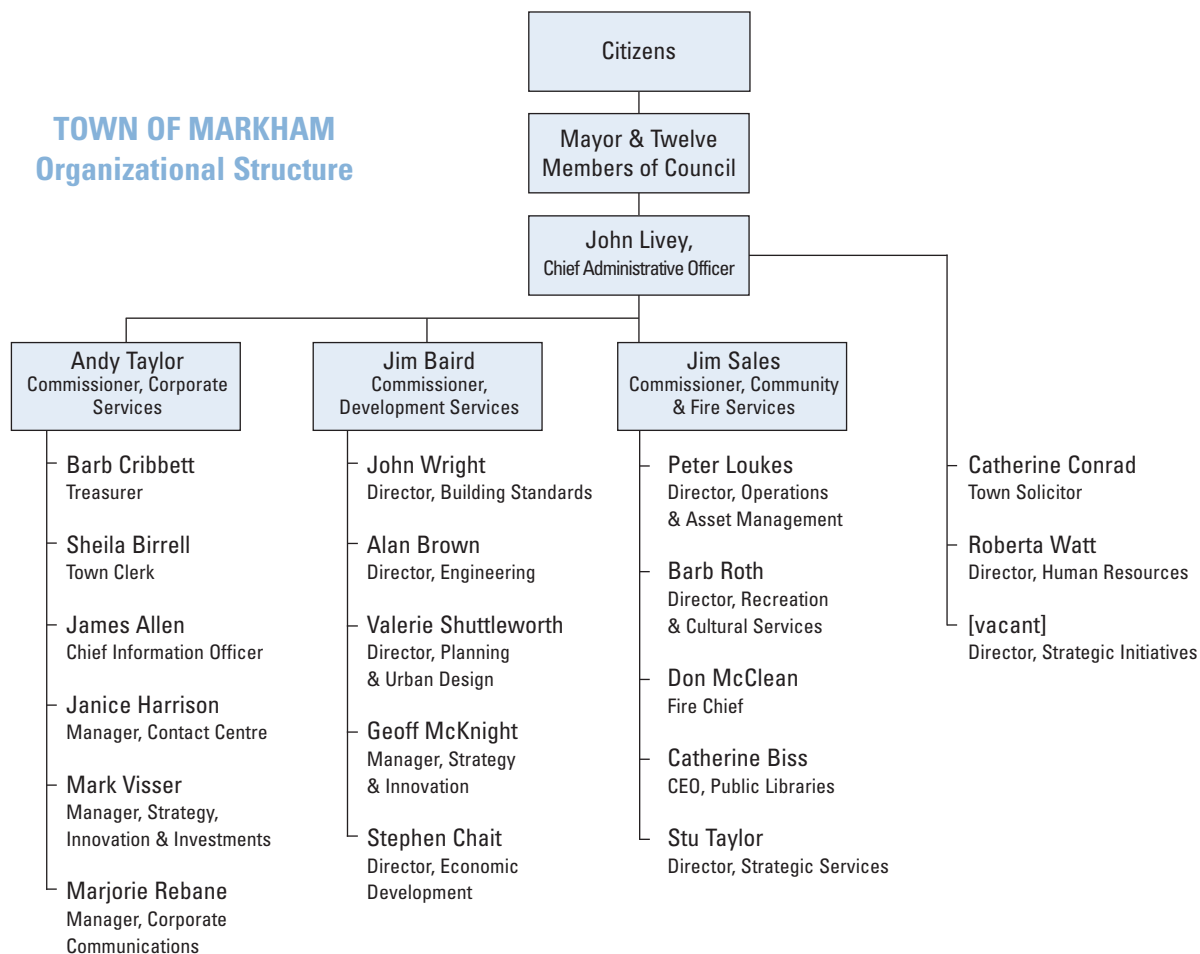 Citizens
TOWN OF MARKHAM
Organizational Structure
Mayor & Twelve
Members of Council
John Livey,
Chief Administrative Officer
Andy Taylor
Commissioner, Corporate
Services
Barb Cribbett
Treasurer
Sheila Birrell
Town Clerk
James Allen
Chief Information Officer
Janice Harrison
Manager, Contact Centre
Mark Visser
Manager, Strategy,
Innovation & Investments
Marjorie Rebane
Manager, Corporate
Communications
Jim Baird
Commissioner,
Development Services
John Wright
Director, Building Standards
Alan Brown
Director, Engineering
Valerie Shuttleworth
Director, Planning
& Urban Design
Geoff McKnight
Manager, Strategy
& Innovation
Stephen Chait
Director, Economic
Development
Jim Sales
Commissioner, Community
& Fire Services
Peter Loukes
Director, Operations
& Asset Management
Barb Roth
Director, Recreation
& Cultural Services
Don McClean
Fire Chief
Catherine Biss
CEO, Public Libraries
Stu Taylor
Director, Strategic Services
Catherine Conrad
Town Solicitor
Roberta Watt
Director, Human Resources
[vacant]
Director, Strategic Initiatives